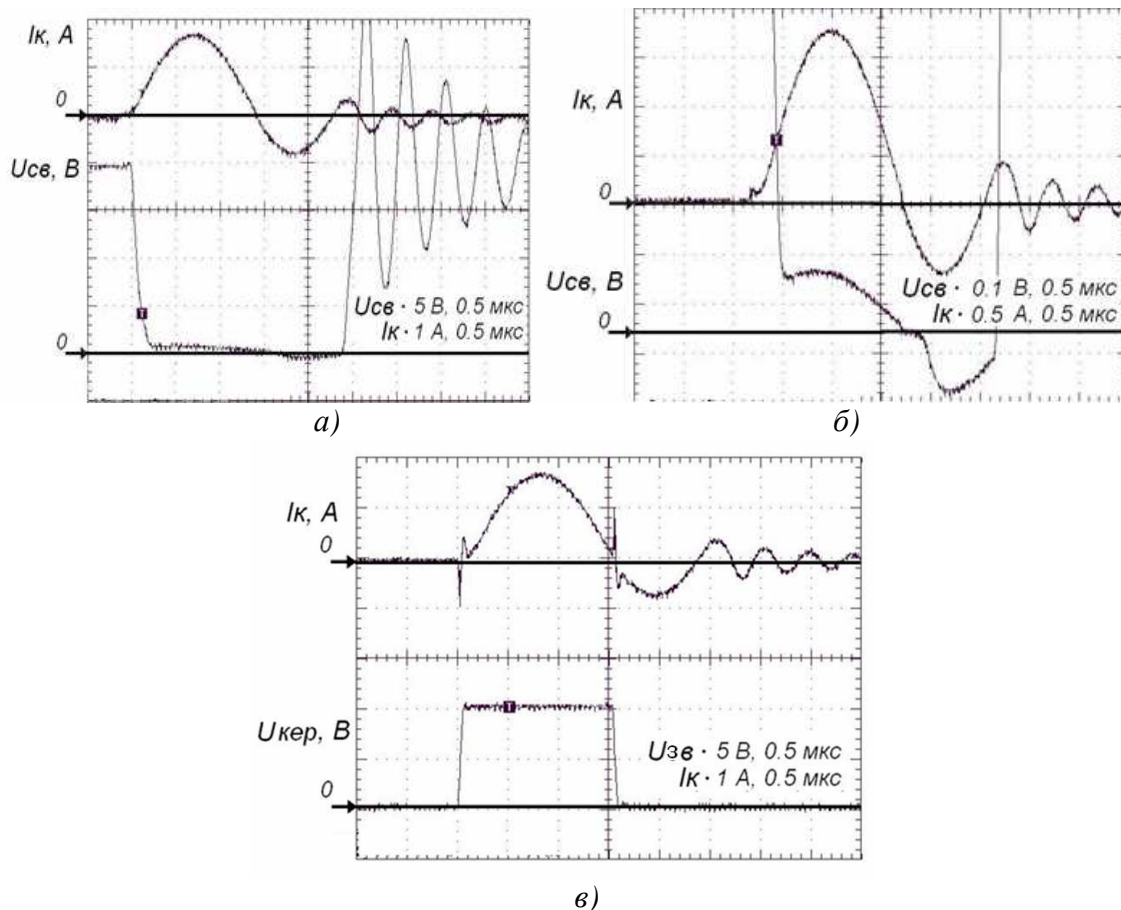 Iк, А
0
Uсв, В
0
Uсв · 5 В, 0.5 мкс
Iк · 1 А, 0.5 мкс
а)
Iк, А
0
Uсв, В
0
Uсв · 0.1 В, 0.5 мкс
Iк · 0.5 А, 0.5 мкс
б)
Iк, А
0
Uкер, В
0
Uзв · 5 В, 0.5 мкс
Iк · 1 А, 0.5 мкс
в)
T
T
T